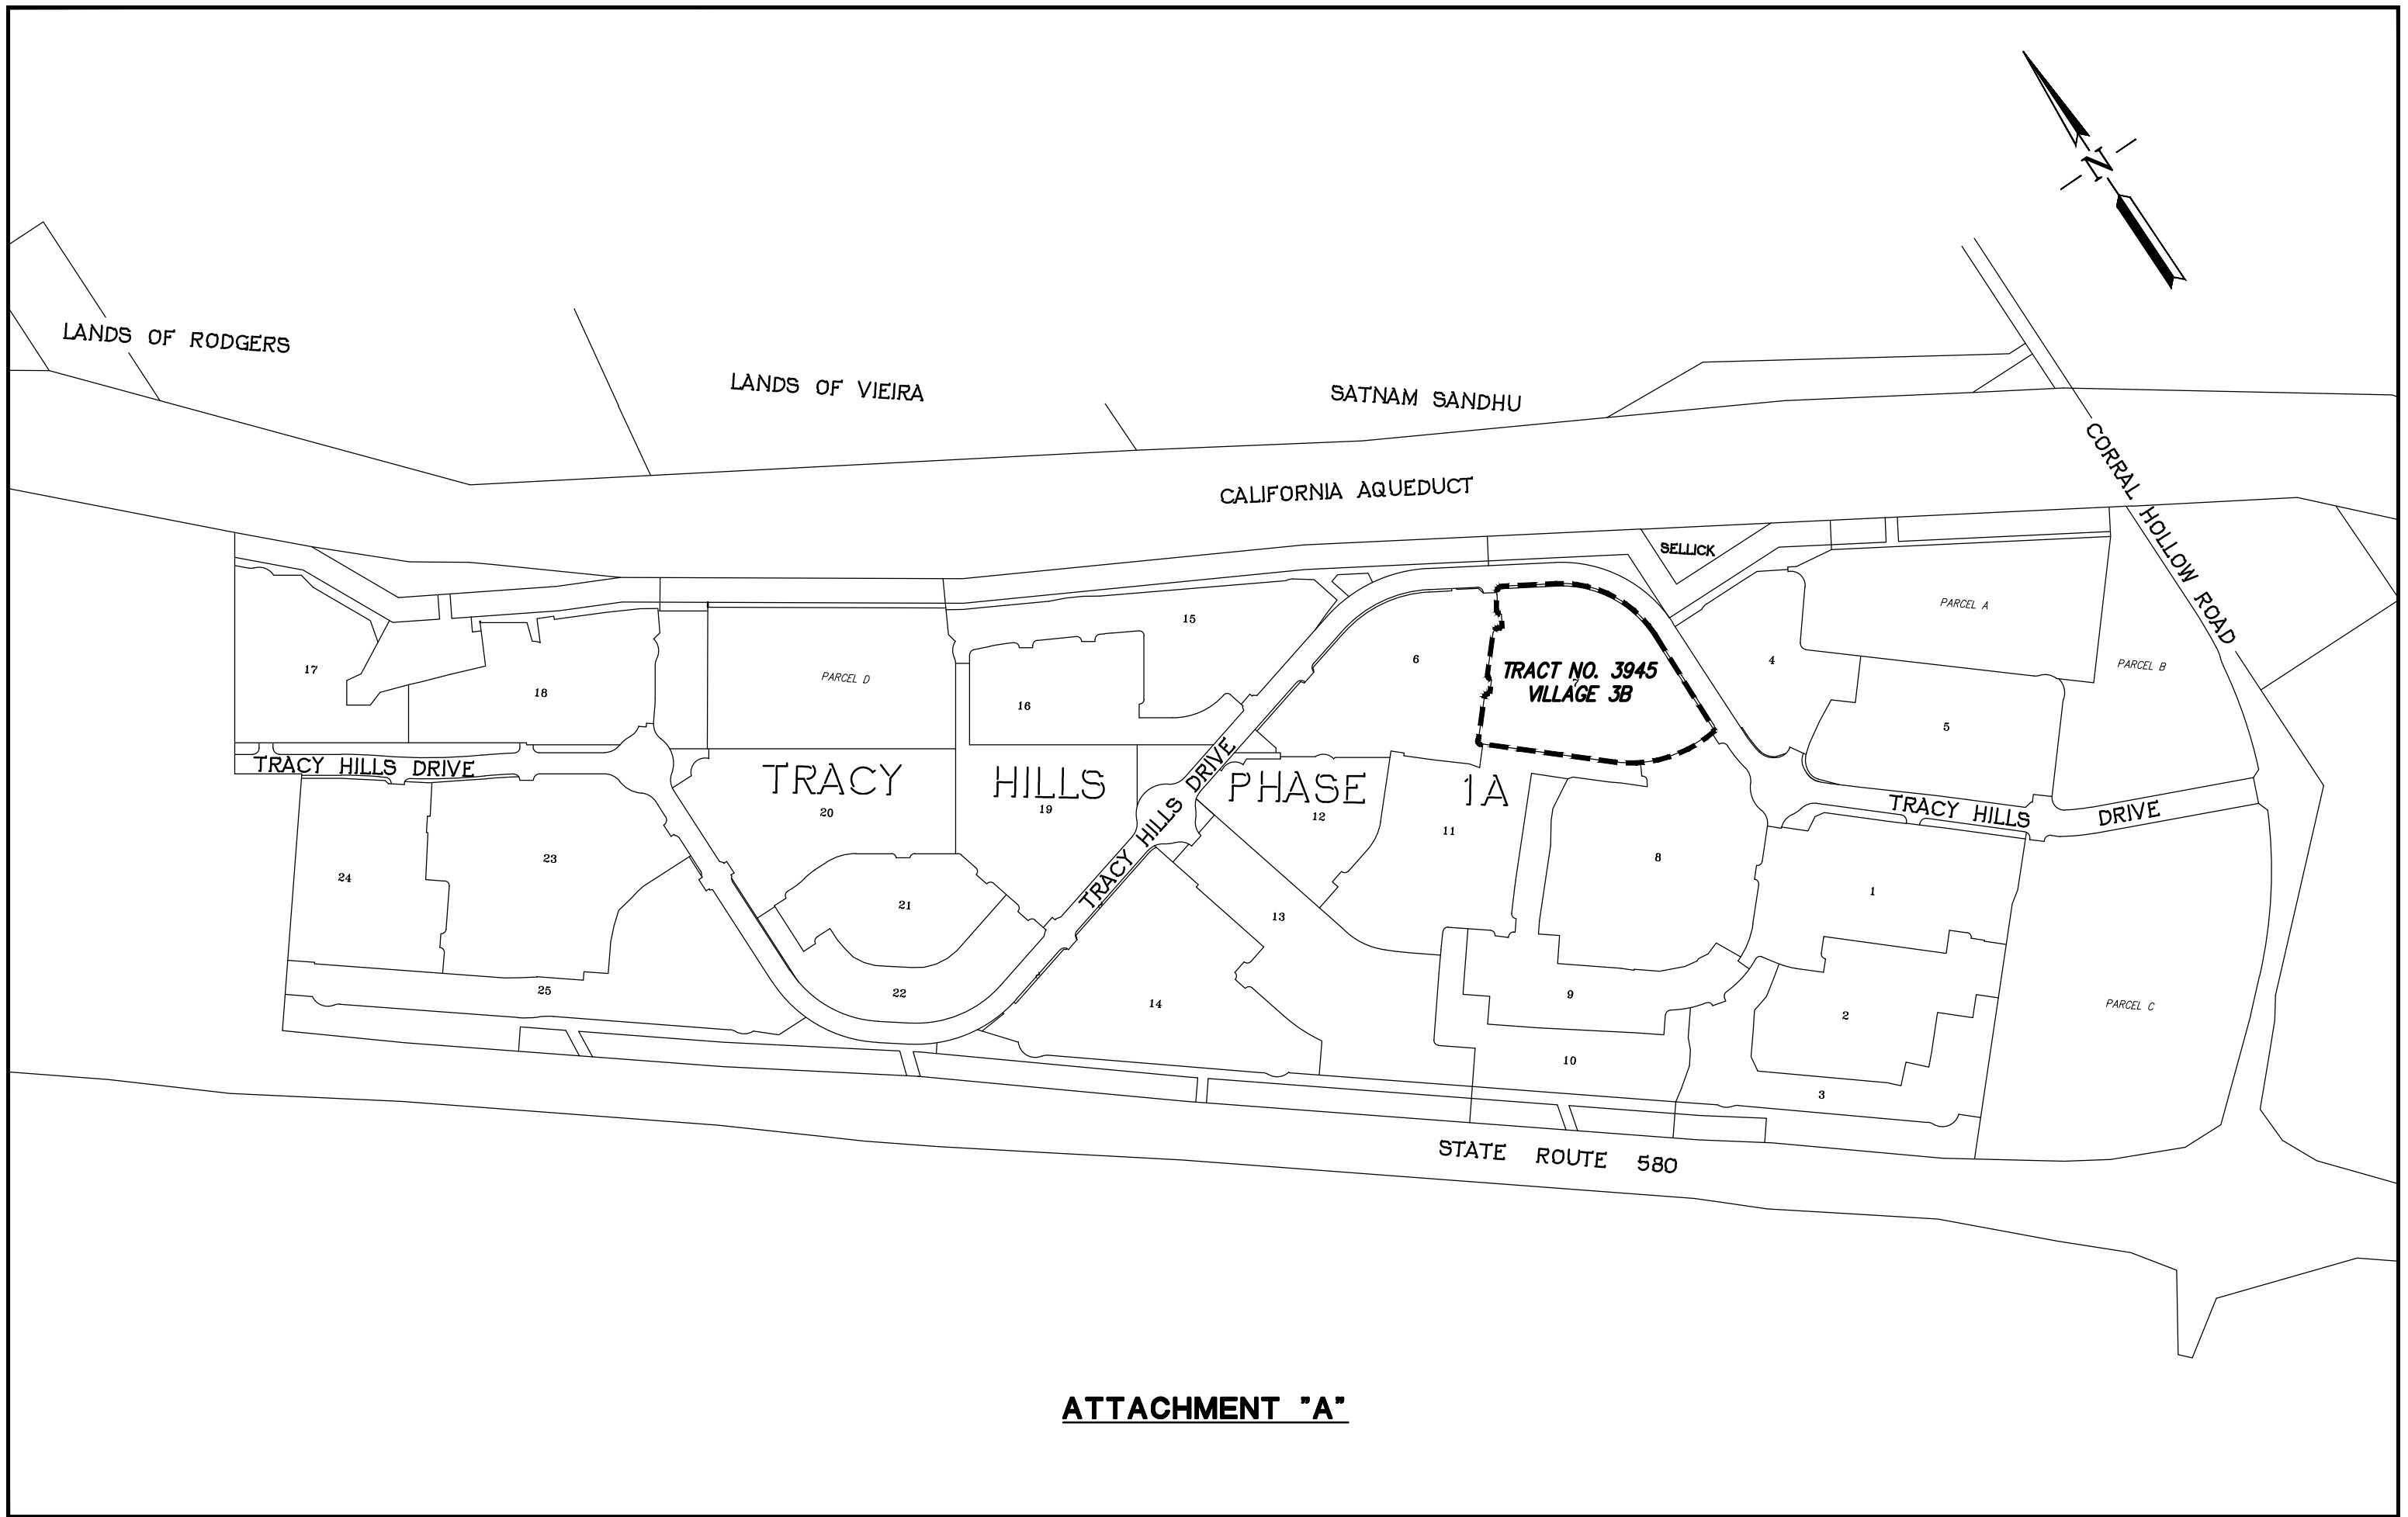 N
LANDS OF RODGERS
LANDS OF VIEIRA
SATNAM SANDHU
CORRAL HOLLOW ROAD
CALIFORNIA AQUEDUCT
SELLICK
PARCEL A
15
6
4
PARCEL B
17
18
PARCEL D
16
TRACT NO. 3945
7
VILLAGE 3B
5
TRACY HILLS DRIVE
TRACY HILLS PHASE 1A
TRACY HILLS DRIVE
TRACY HILLS DRIVE
20
19
12
11
23
24
8
1
21
13
25
22
14
9
2
PARCEL C
10
3
STATE ROUTE 580
ATTACHMENT "A"